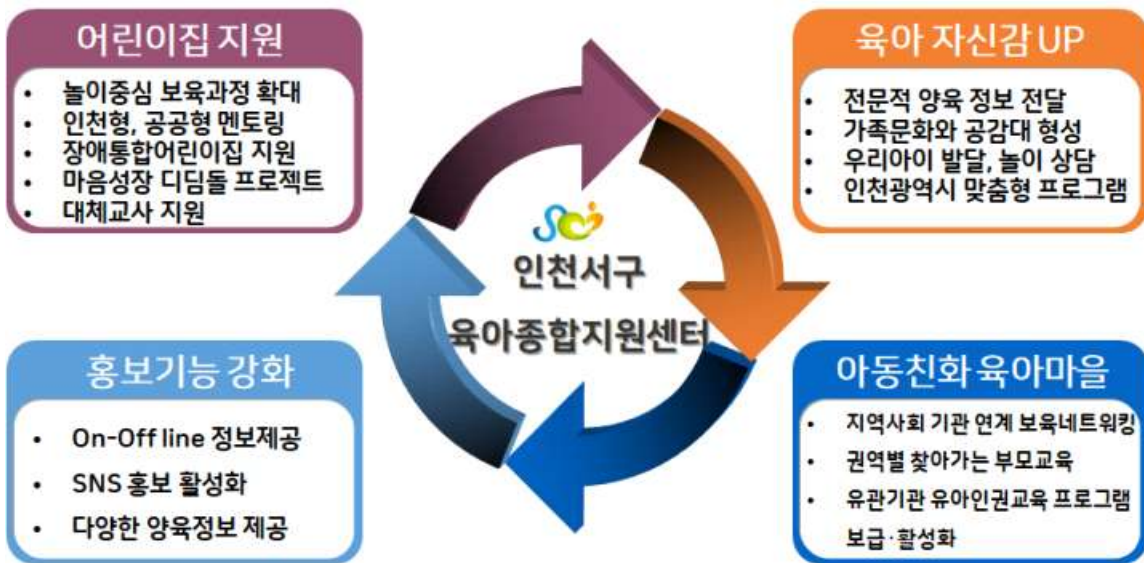 어린이집 지원
• 놀이중심 보육과정 확대
• 인천형, 공공형 멘토링
• 장애통합어린이집 지원
• 마음성장 디딤돌 프로젝트
• 대체교사 지원
육아 자신감 UP
• 전문적 양육 정보 전달
• 가족문화와 공감대 형성
• 우리아이 발달, 놀이 상담
• 인천광역시 맞춤형 프로그램
인천서구
육아종합지원센터
홍보기능 강화
• On-Off line 정보제공
• SNS 홍보 활성화
• 다양한 양육정보 제공
아동친화 육아마을
• 지역사회 기관 연계 보육네트워킹
• 권역별 찾아가는 부모교육
• 유관기관 유아인권교육 프로그램
보급·활성화